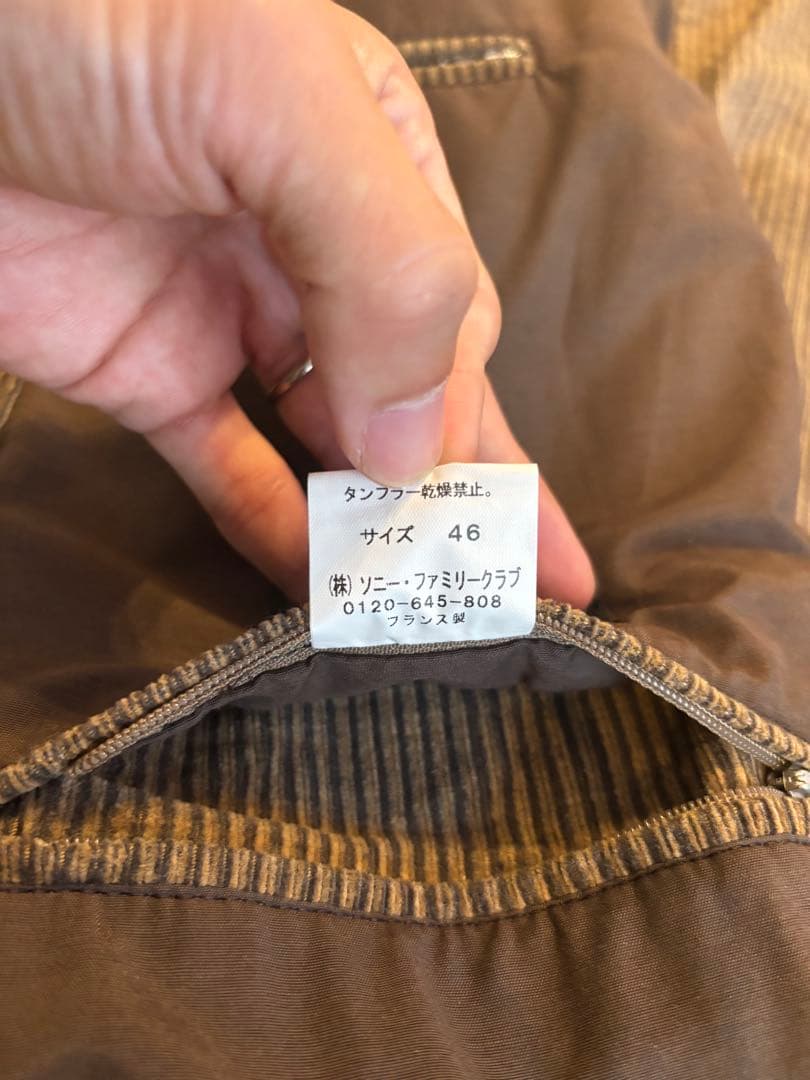 タンブラー乾燥禁止。
サイズ 46
(株) ソニー・ファミリークラブ
0120-645-808
フランス製